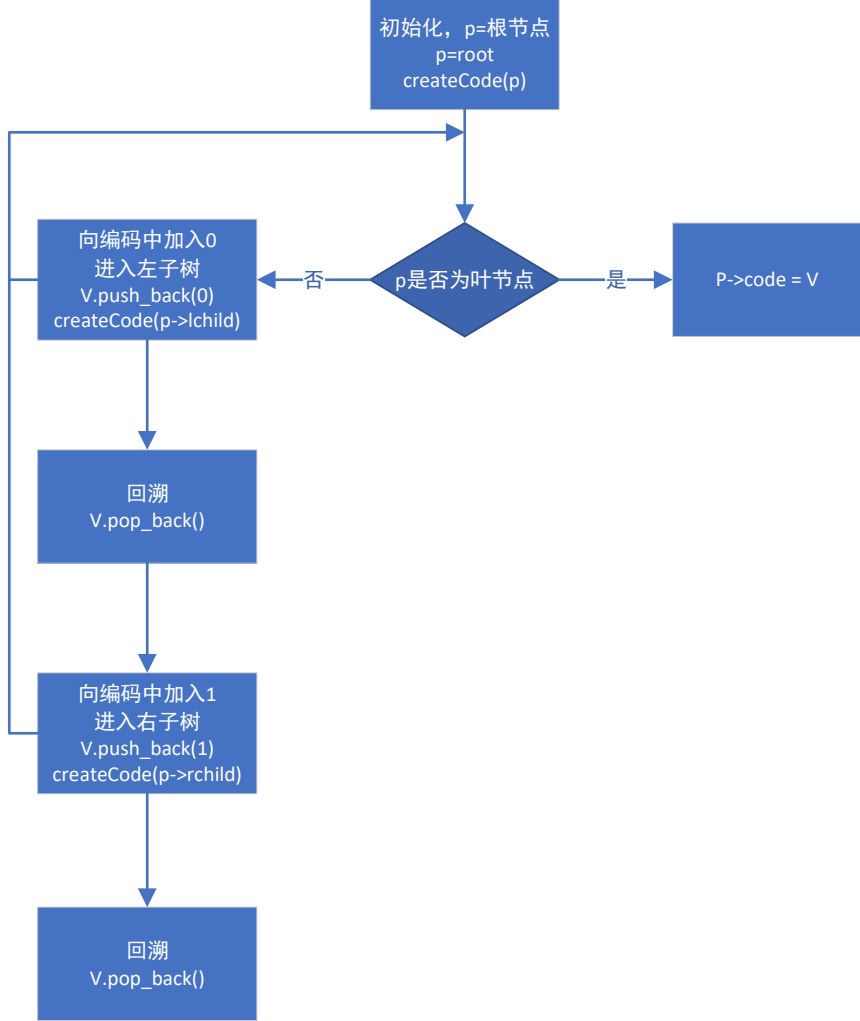 初始化，p=根节点
p=root
createCode(p)
向编码中加入0
进入左子树
V.push_back(0)
createCode(p->lchild)
否
p是否为叶节点
是
P->code = V
回溯
V.pop_back()
向编码中加入1
进入右子树
V.push_back(1)
createCode(p->rchild)
回溯
V.pop_back()